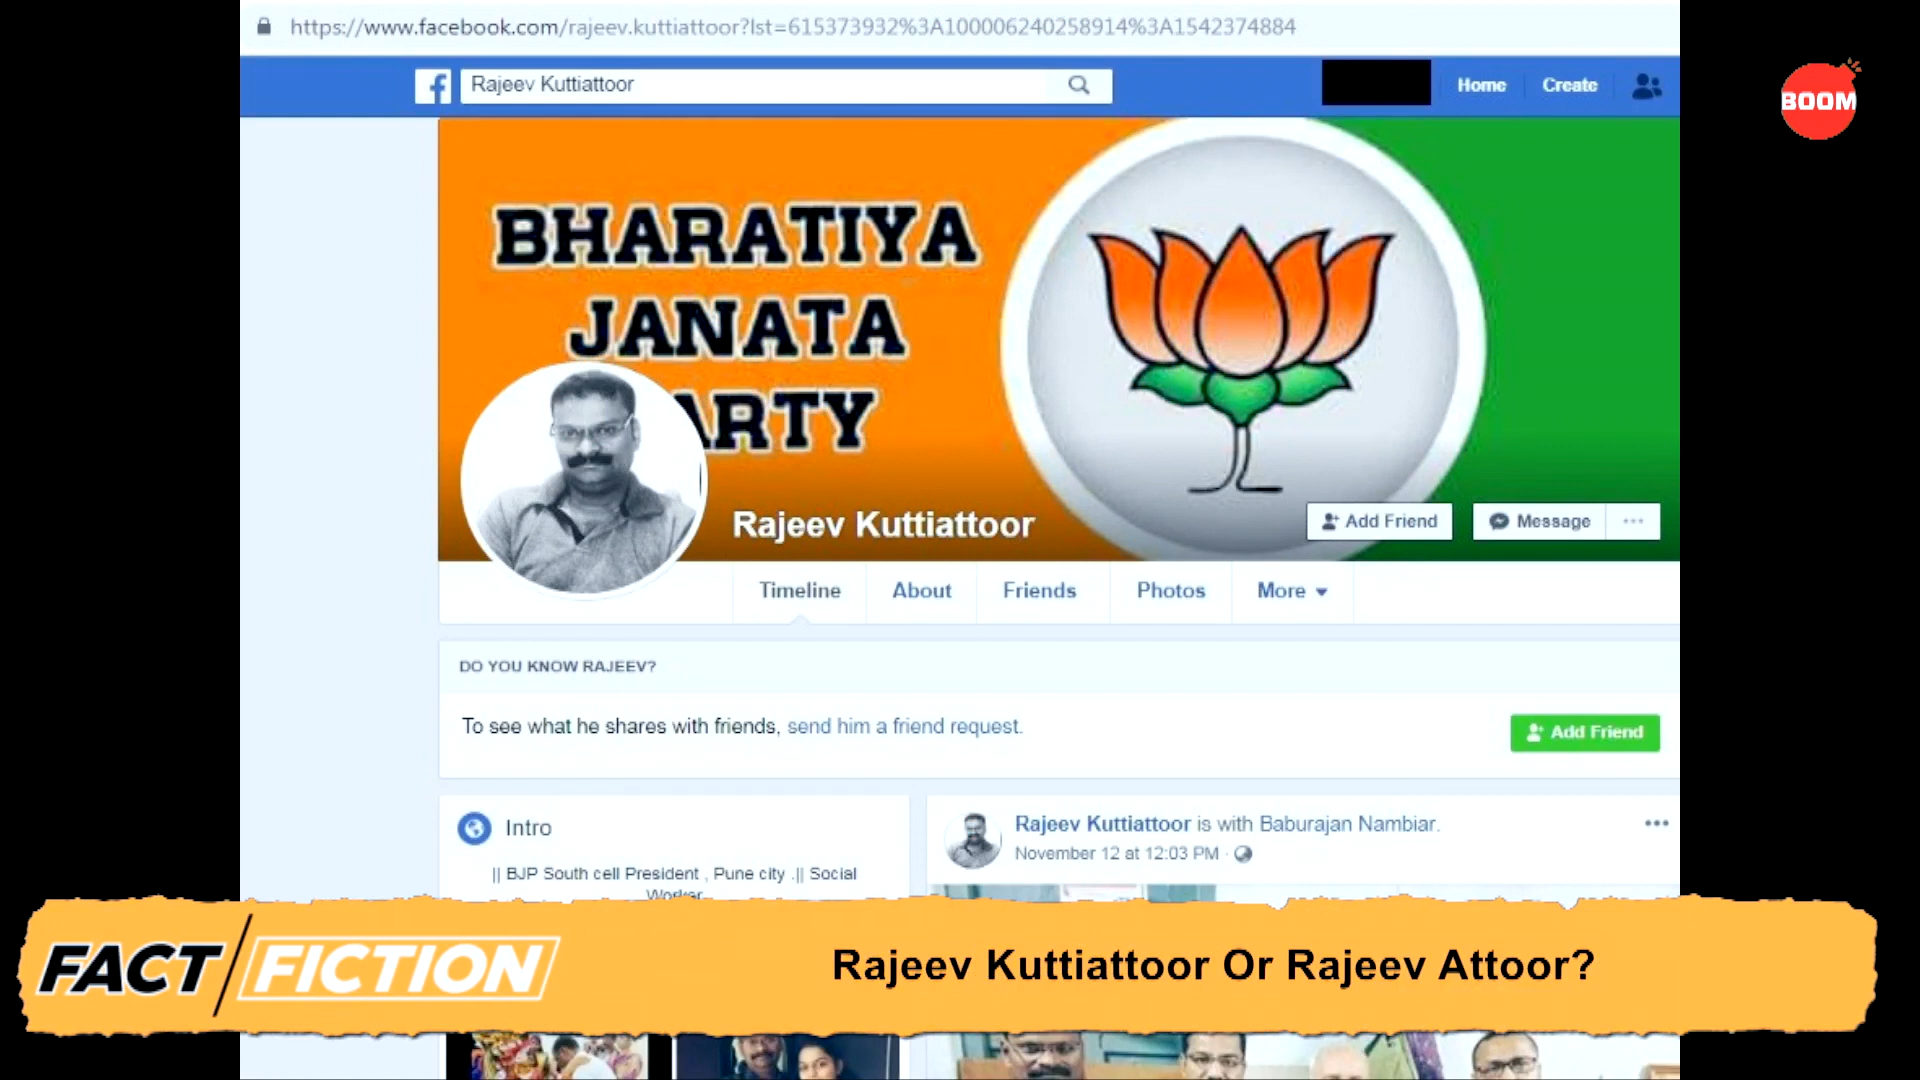 https://www.facebook.com/rajeev.kuttiattoor?lst=615373932%3A100006240258914%3A1542374884
Rajeev Kuttiattoor
Home
Create
BOOM
BHARATIYA
JANATA
ARTY
Rajeev Kuttiattoor
Add Friend
Message
Timeline
About
Friends
Photos
More
DO YOU KNOW RAJEEV?
To see what he shares with friends, send him a friend request.
Add Friend
Intro
|| BJP South cell President , Pune city .|| Social
Worker
Rajeev Kuttiattoor is with Baburajan Nambiar.
November 12 at 12:03 PM ·
FACT/FICTION
Rajeev Kuttiattoor Or Rajeev Attoor?